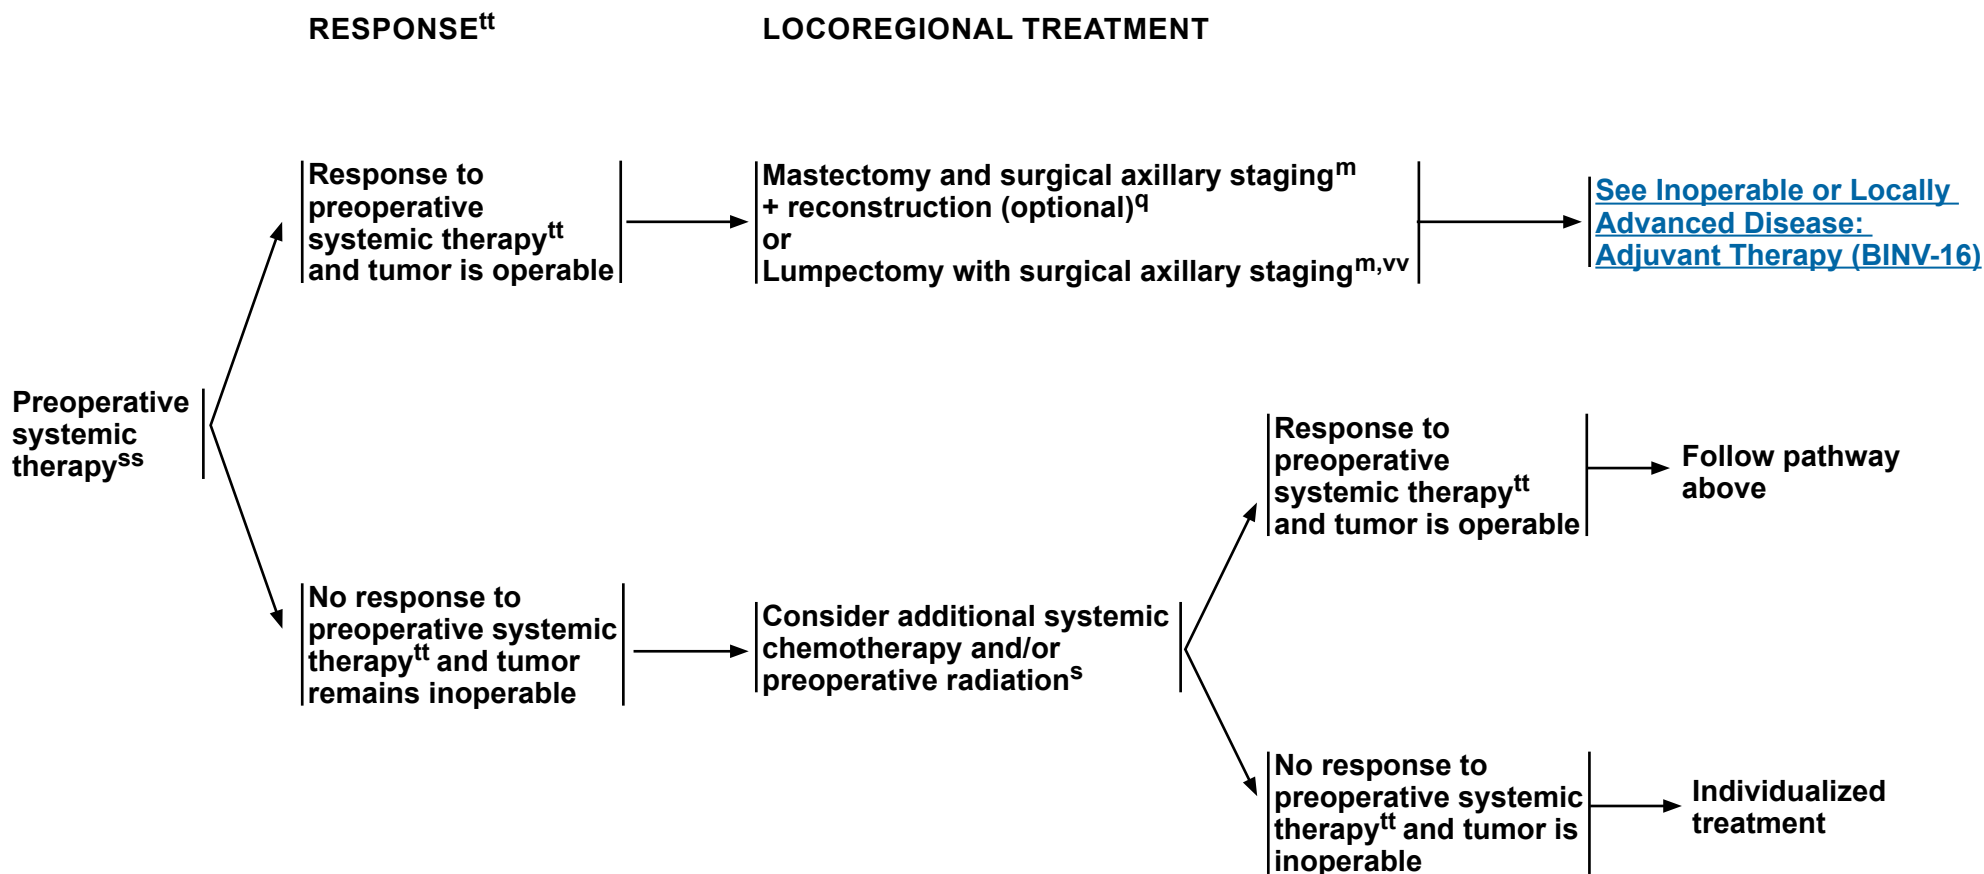 RESPONSEtt
LOCOREGIONAL TREATMENT
Preoperative
systemic
therapyss
Response to
preoperative
systemic therapytt
and tumor is operable
Mastectomy and surgical axillary stagingm
+ reconstruction (optional)q
or
Lumpectomy with surgical axillary stagingm,vv
See Inoperable or Locally
Advanced Disease:
Adjuvant Therapy (BINV-16)
No response to
preoperative systemic
therapytt and tumor
remains inoperable
Consider additional systemic
chemotherapy and/or
preoperative radiations
Response to
preoperative
systemic therapytt
and tumor is operable
Follow pathway
above
No response to
preoperative systemic
therapytt and tumor is
inoperable
Individualized
treatment